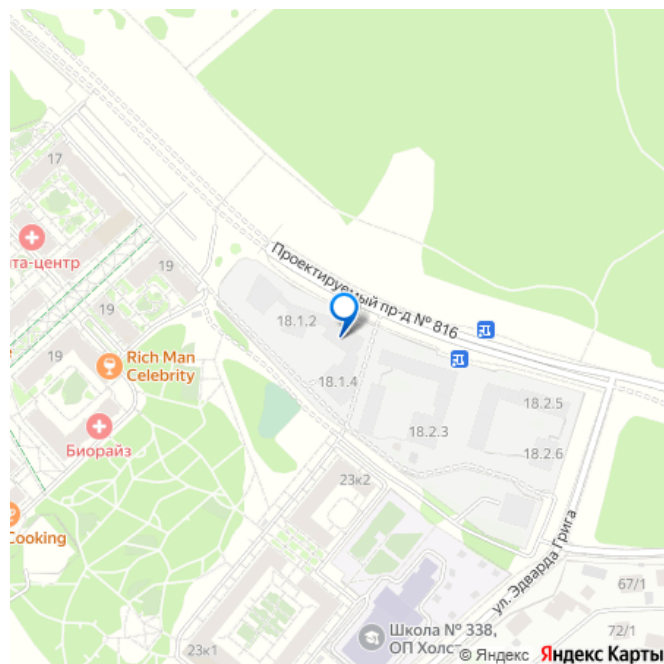 17
та-центр
19
19
19
Проектируемый пр-д № 816
18.1.2
Rich Man
Celebrity
18.1.4
18.2.5
18.2.3
18.2.6
Биорайз
23к2
Cooking
ул. Эдварда Грига
67/1
72/1
Школа № 338,
ОП Холс
23к1
© Яндекс Яндекс Карты